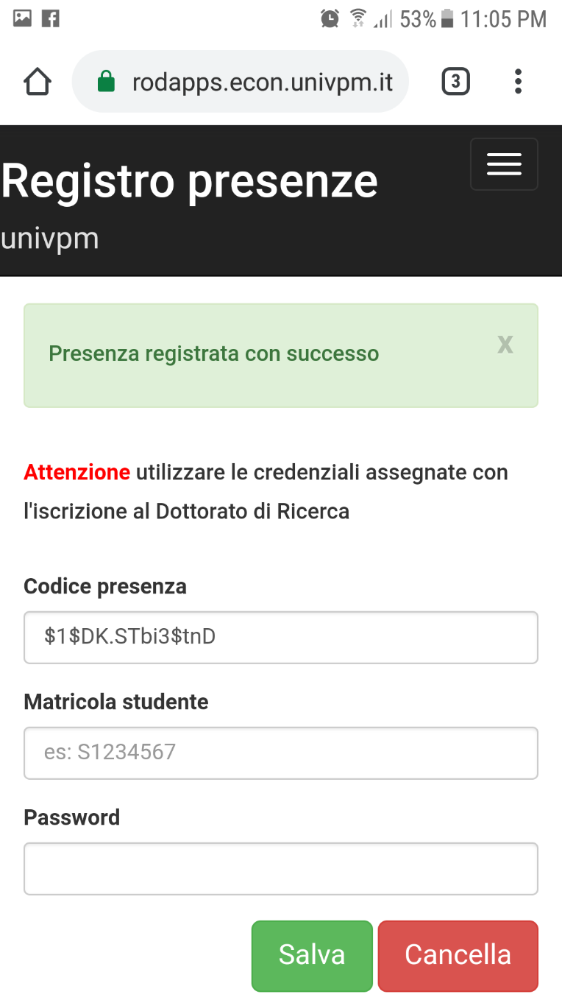 53% 11:05 PM
rodapps.econ.univpm.it 3
Registro presenze
univpm
Presenza registrata con successo x
Attenzione utilizzare le credenziali assegnate con
l'iscrizione al Dottorato di Ricerca
Codice presenza
$1$DK.STbi3$tnD
Matricola studente
es: S1234567
Password
Salva Cancella